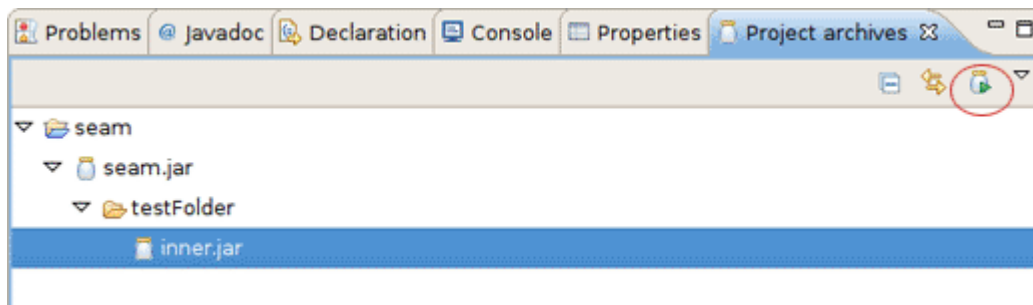 Problems @ Javadoc Declaration Console Properties Project archives
seam
seam.jar
testFolder
inner.jar